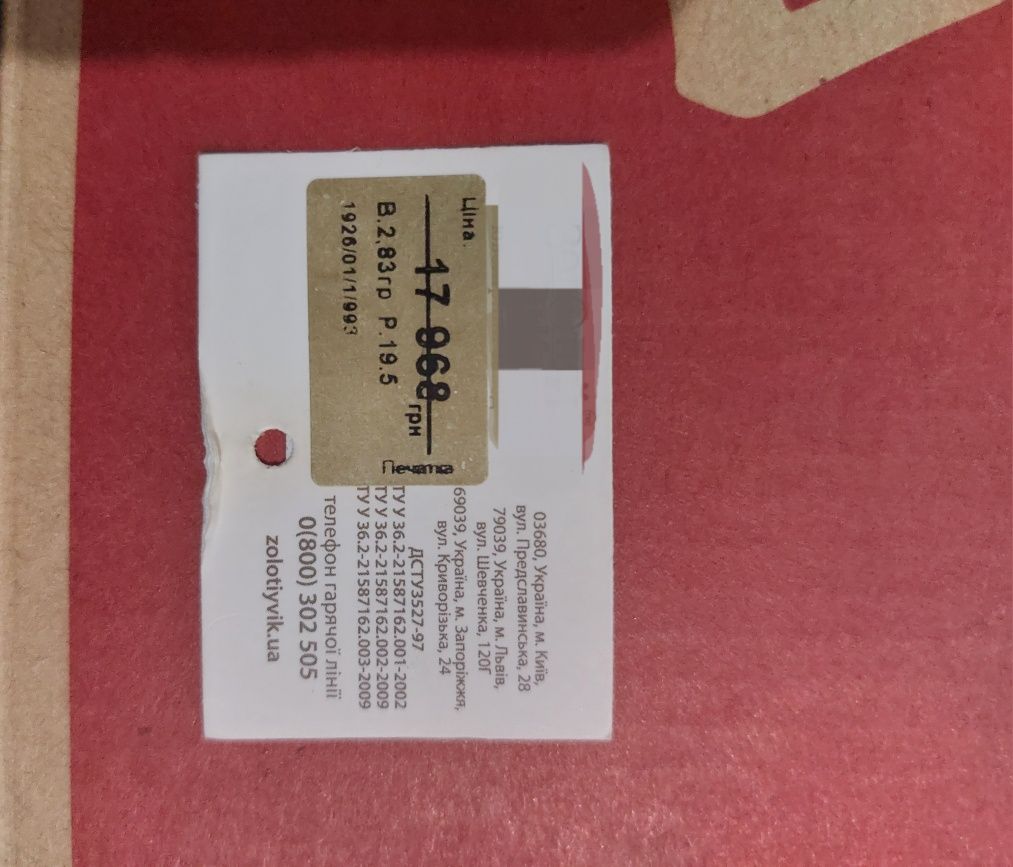 Ціна.
17 968 грн
В.2,83гр Р.19.5
1926/01/1/993
03680, Україна, м. Київ,
вул. Предславинська, 28
79039, Україна, м. Львів,
вул. Шевченка, 120Г
69039, Україна, м. Запоріжжя,
вул. Криворізька, 24
ДСТУ3527-97
ТУ У 36.2-21587162.001-2002
ТУ У 36.2-21587162.002-2009
ТУ У 36.2-21587162.003-2009
телефон гарячої лінії
0(800) 302 505
zolotiyvik.ua